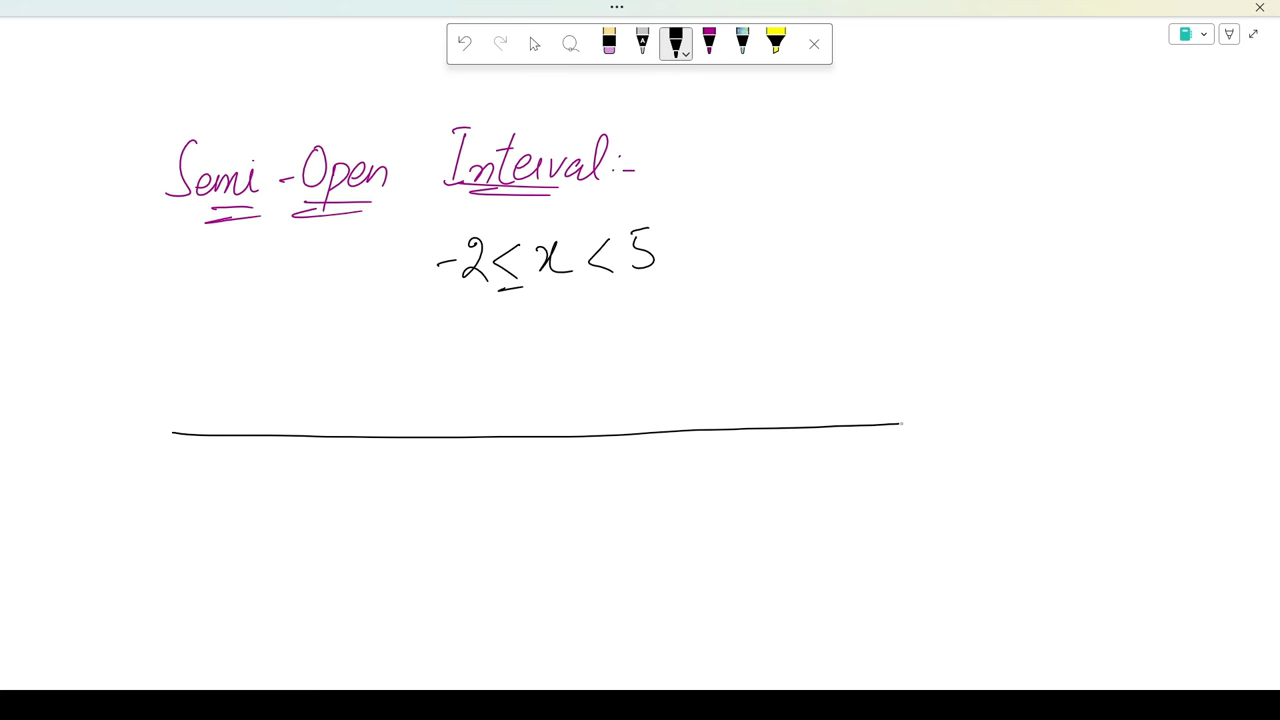 Semi-Open Interval:-
-2 ≤ x < 5